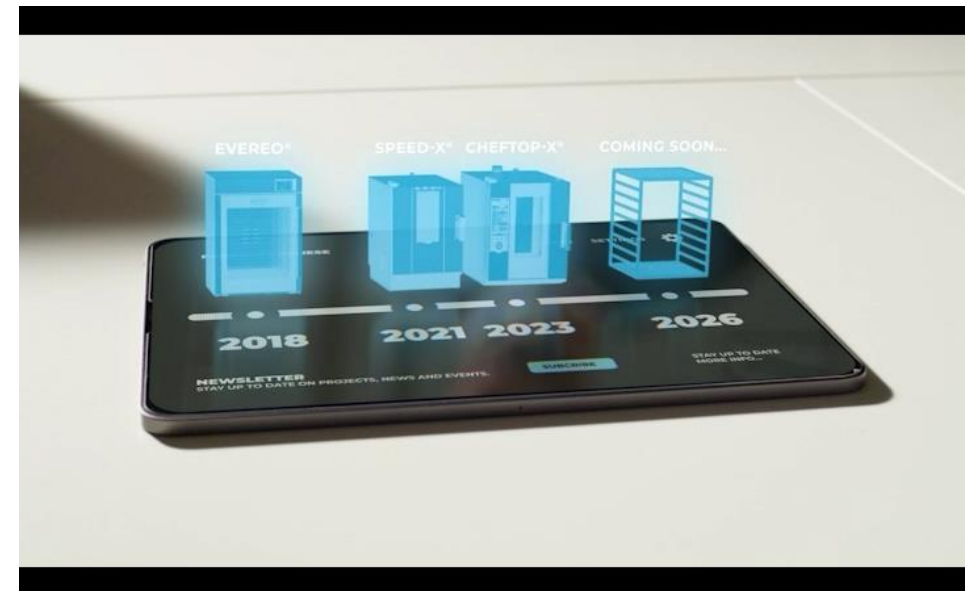 EVEREO®
SPEED-X®
CHEFTOP-X®
COMING SOON...
2018
2021
2023
2026
NEWSLETTER
STAY UP TO DATE ON PROJECTS, NEWS AND EVENTS.
SUBCRIBE
STAY UP TO DATE
MORE INFO...